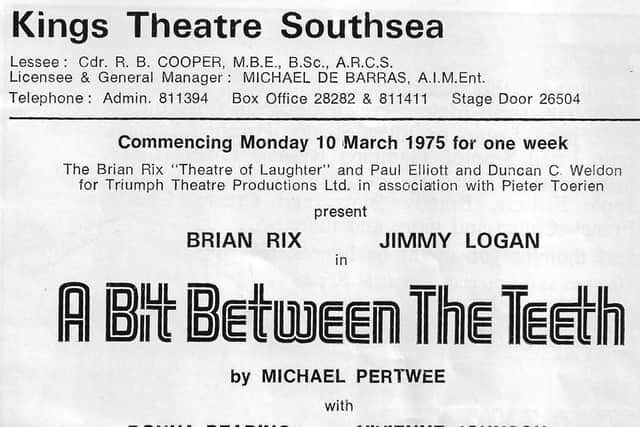 Kings Theatre Southsea
Lessee: Cdr. R. B. COOPER, M.B.E., B.Sc., A.R.C.S.
Licensee & General Manager: MICHAEL DE BARRAS, A.I.M.Ent.
Telephone: Admin. 811394 Box Office 28282 & 811411 Stage Door 26504
Commencing Monday 10 March 1975 for one week
The Brian Rix "Theatre of Laughter" and Paul Elliott and Duncan C. Weldon
for Triumph Theatre Productions Ltd. in association with Pieter Toerien
present
BRIAN RIX JIMMY LOGAN
in
A Bit Between The Teeth
by MICHAEL PERTWEE
with